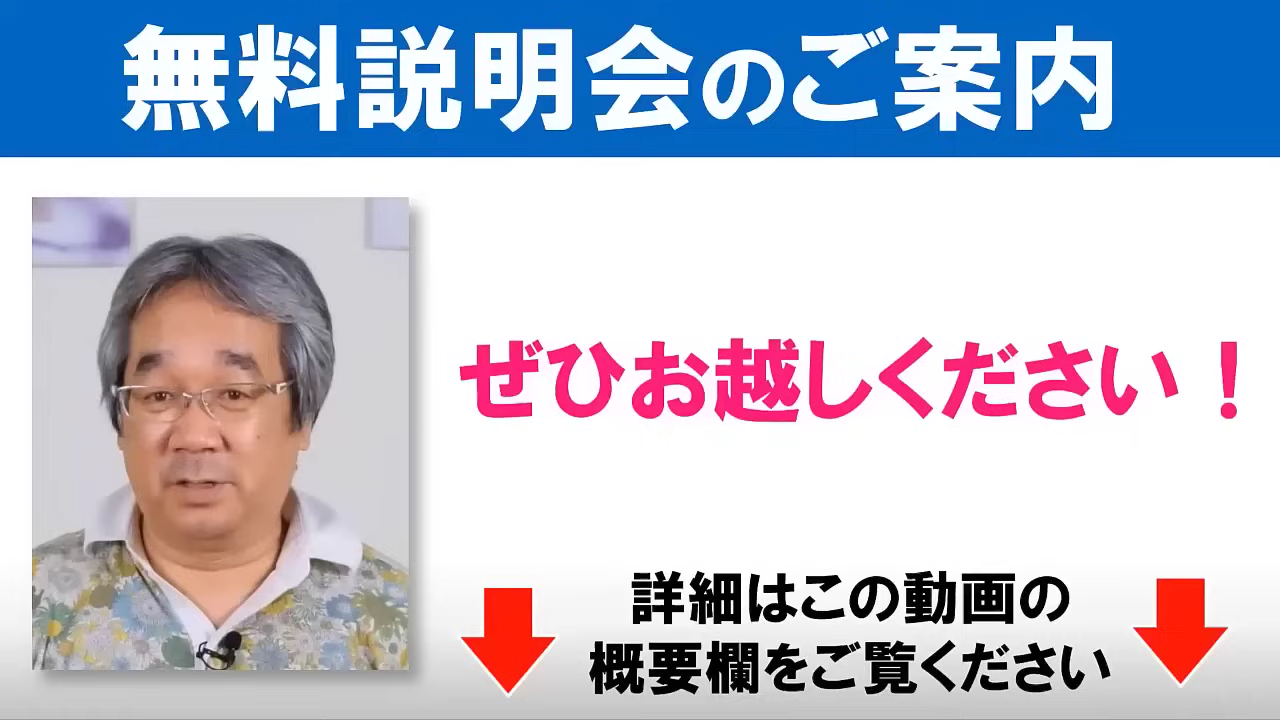 無料説明会のご案内
ぜひお越しください！
詳細はこの動画の
概要欄をご覧ください